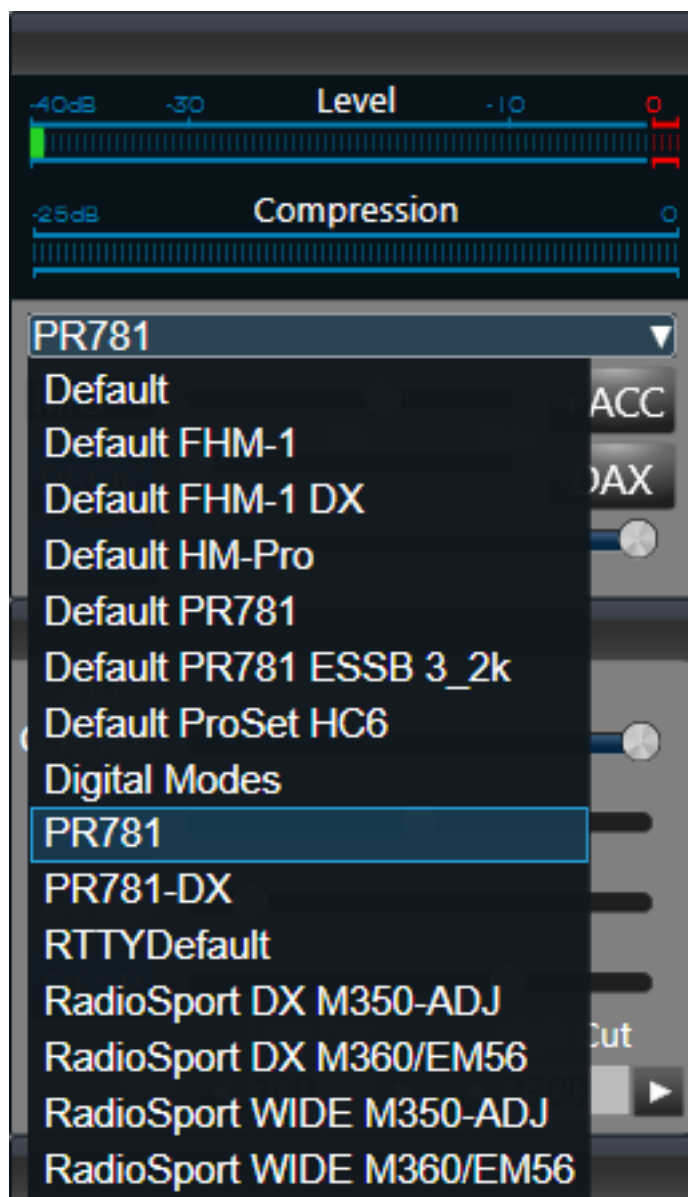 -40dB -30 Level -10 0
-25dB Compression 0
PR781
Default
+ACC
Default FHM-1
Default FHM-1 DX
DAX
Default HM-Pro
Default PR781
Default PR781 ESSB 3_2k
Default ProSet HC6
Digital Modes
PR781
PR781-DX
RTTYDefault
RadioSport DX M350-ADJ
Cut
RadioSport DX M360/EM56
RadioSport WIDE M350-ADJ
RadioSport WIDE M360/EM56